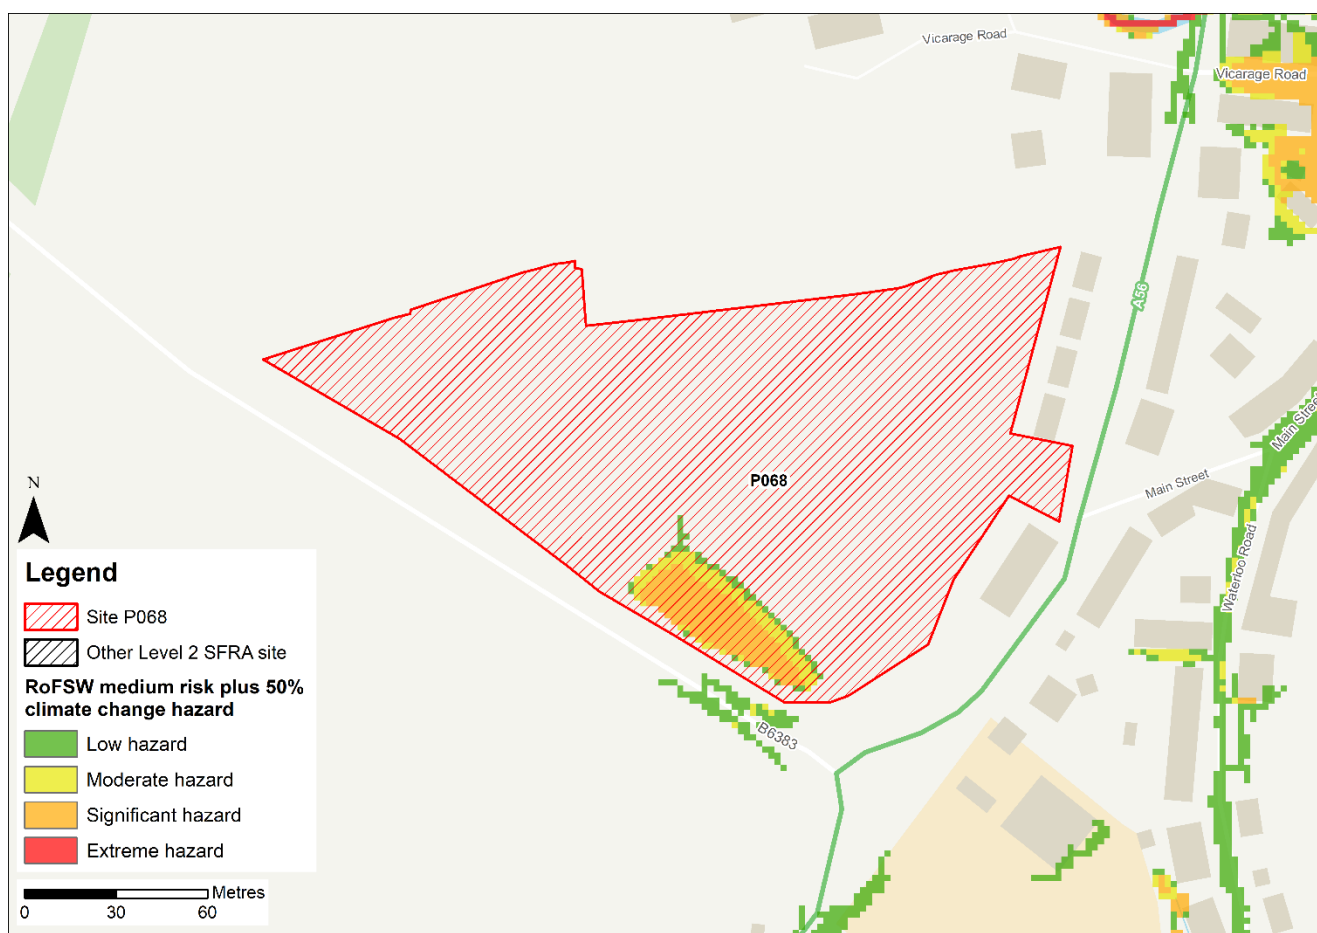 Vicarage Road
Vicarage Road
A56
Main Street
P068
Main Street
Waterloo Road
B6383
N
Legend
Site P068
Other Level 2 SFRA site
RoFSW medium risk plus 50%
climate change hazard
Low hazard
Moderate hazard
Significant hazard
Extreme hazard
Metres
0 30 60